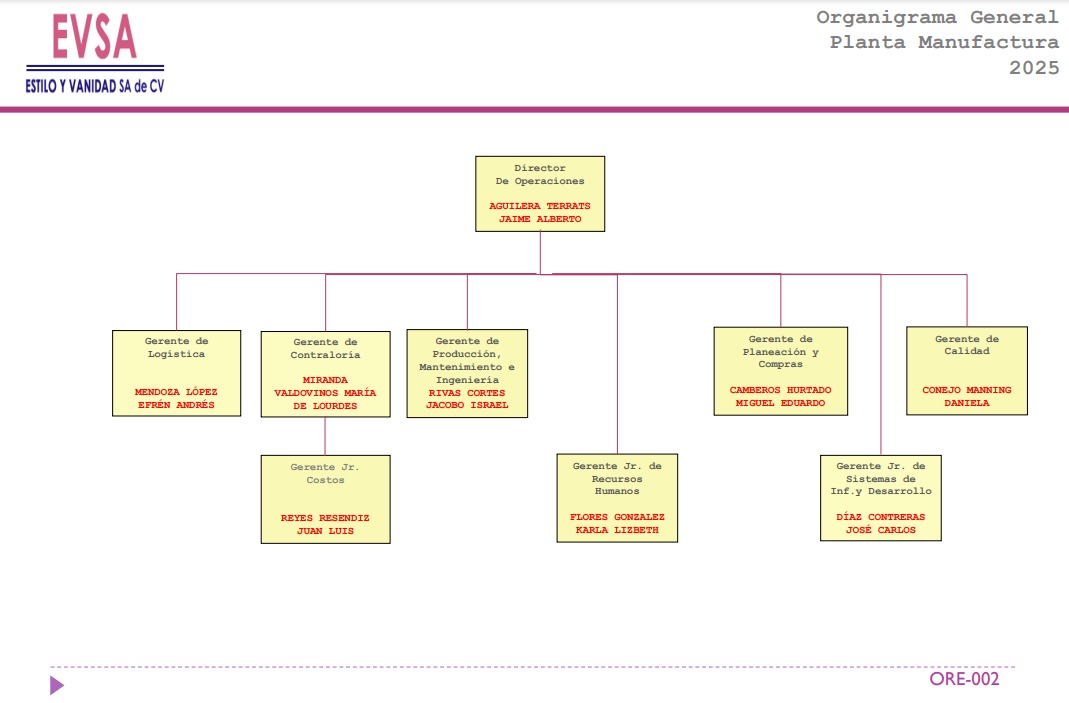 EVSA
ESTILO Y VANIDAD SA de CV
Organigrama General
Planta Manufactura
2025
Director
De Operaciones
AGUILERA TERRATS
JAIME ALBERTO
Gerente de
Logística
MENDOZA LÓPEZ
EFRÉN ANDRÉS
Gerente de
Contraloría
MIRANDA
VALDOVINOS MARÍA
DE LOURDES
Gerente de
Producción,
Mantenimiento e
Ingeniería
RIVAS CORTES
JACOBO ISRAEL
Gerente de
Planeación y
Compras
CAMBEROS HURTADO
MIGUEL EDUARDO
Gerente de
Calidad
CONEJO MANNING
DANIELA
Gerente Jr.
Costos
REYES RESENDIZ
JUAN LUIS
Gerente Jr. de
Recursos
Humanos
FLORES GONZALEZ
KARLA LIZBETH
Gerente Jr. de
Sistemas de
Inf.y Desarrollo
DÍAZ CONTRERAS
JOSÉ CARLOS
ORE-002